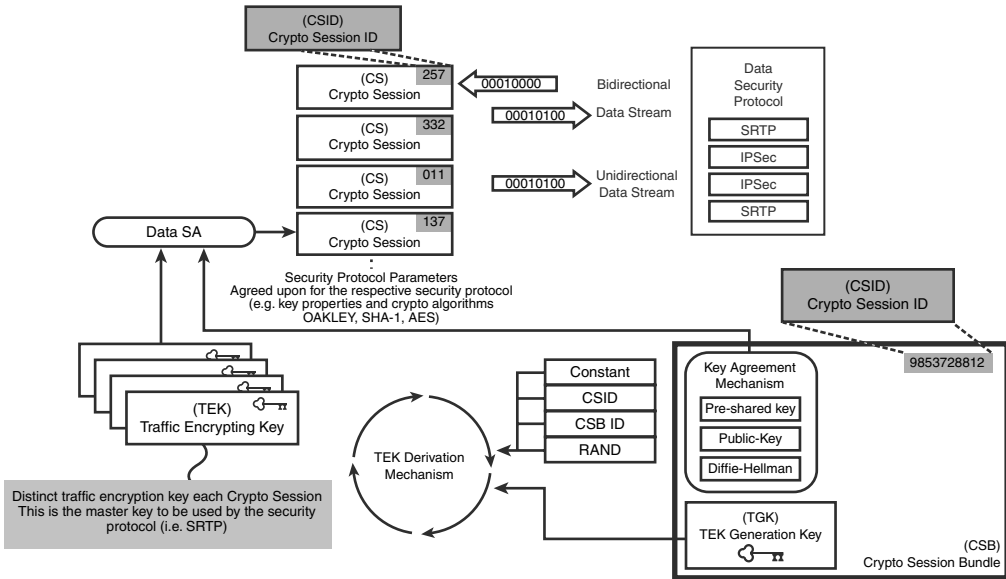 (CSID)
Crypto Session ID
(CS)
257
Crypto Session
00010000
Bidirectional
00010100
Data Stream
(CS)
332
Crypto Session
(CS)
011
Crypto Session
00010100
Unidirectional
Data Stream
(CS)
137
Crypto Session
Data
Security
Protocol
SRTP
IPSec
IPSec
SRTP
Data SA
Security Protocol Parameters
Agreed upon for the respective security protocol
(e.g. key properties and crypto algorithms
OAKLEY, SHA-1, AES)
(CSID)
Crypto Session ID
9853728812
(TEK)
Traffic Encrypting Key
Distinct traffic encryption key each Crypto Session
This is the master key to be used by the security
protocol (i.e. SRTP)
TEK Derivation
Mechanism
Constant
CSID
CSB ID
RAND
Key Agreement
Mechanism
Pre-shared key
Public-Key
Diffie-Hellman
(TGK)
TEK Generation Key
(CSB)
Crypto Session Bundle